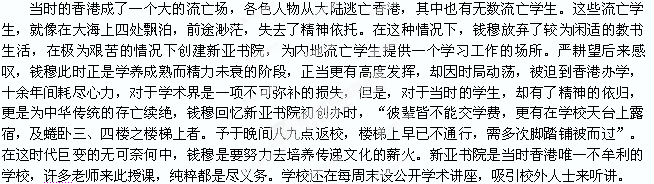 当时的香港成了一个大的流亡场，各色人物从大陆逃亡香港，其中也有无数流亡学生。这些流亡学
生，就像在大海上四处飘泊，前途渺茫，失去了精神依托。在这种情况下，钱穆放弃了较为闲适的教书
生活，在极为艰苦的情况下创建新亚书院，为内地流亡学生提供一个学习工作的场所。严耕望后来感
叹，钱穆此时正是学养成熟而精力未衰的阶段，正当更有高度发挥，却因时局动荡，被迫到香港办学，
十余年间耗尽心力，对于学术界是一项不可弥补的损失，但是，对于当时的学生，却有了精神的依归，
更是为中华传统的存亡续绝，钱穆回忆新亚书院初创办时，“彼辈皆不能交学费，更有在学校天台上露
宿，及蜷卧三、四楼之楼梯上者。予于晚间八九点返校，楼梯上早已不通行，需多次脚踏铺被而过”。
在这时代巨变的无可奈何中，钱穆是要努力去培养传递文化的薪火。新亚书院是当时香港唯一不牟利的
学校，许多老师来此授课，纯粹都是尽义务。学校还在每周末设公开学术讲座，吸引校外人士来听讲。